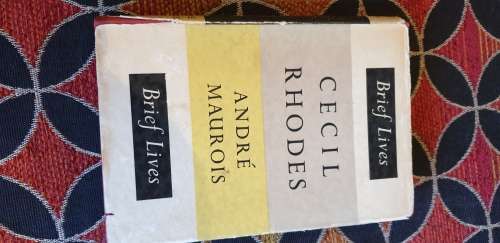 Brief Lives
CECIL
RHODES
ANDRÉ
MAUROIS
Brief Lives